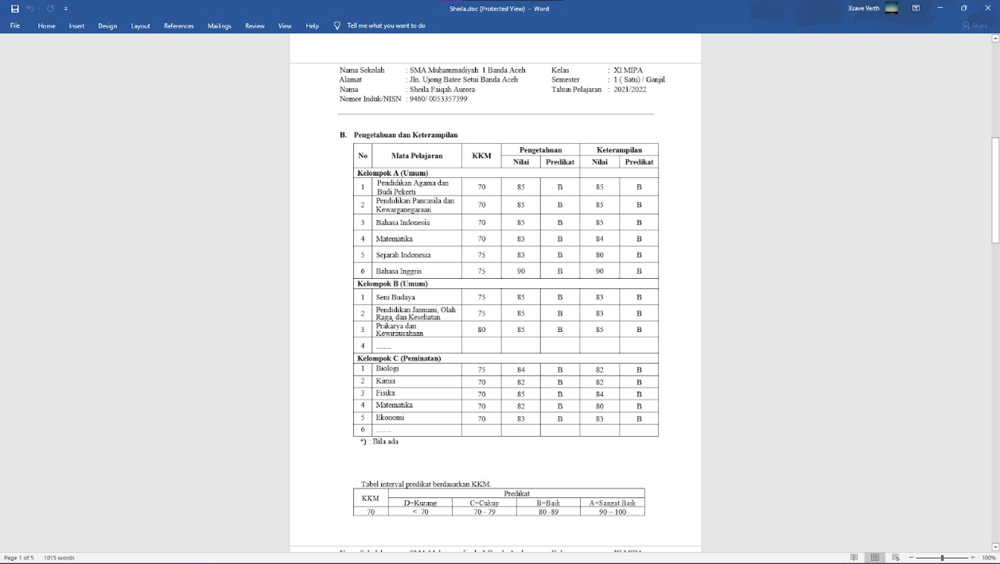 Sheila.doc (Protected View) - Word
Xsave Verth
File Home Insert Design Layout References Mailings Review View Help Tell me what you want to do Share
Nama Sekolah : SMA Muhammadiyah 1 Banda Aceh Kelas : XI MIPA
Alamat : Jln. Ujong Batee Setui Banda Aceh Semester : 1 ( Satu) / Ganjil
Nama : Sheila Faiqah Aurora Tahun Pelajaran : 2021/2022
Nomor Induk/NISN : 9460/ 0053357399
B. Pengetahuan dan Keterampilan
No Mata Pelajaran KKM Pengetahuan Keterampilan
Nilai Predikat Nilai Predikat
Kelompok A (Umum)
1 Pendidikan Agama dan Budi Pekerti 70 85 B 85 B
2 Pendidikan Pancasila dan Kewarganegaraan 70 85 B 85 B
3 Bahasa Indonesia 70 85 B 85 B
4 Matematika 70 83 B 84 B
5 Sejarah Indonesia 75 83 B 80 B
6 Bahasa Inggris 75 90 B 90 B
Kelompok B (Umum)
1 Seni Budaya 75 85 B 83 B
2 Pendidikan Jasmani, Olah Raga, dan Kesehatan 75 85 B 83 B
3 Prakarya dan Kewirausahaan 80 85 B 85 B
4 ........
Kelompok C (Peminatan)
1 Biologi 75 84 B 82 B
2 Kimia 70 82 B 82 B
3 Fisika 70 85 B 84 B
4 Matematika 70 82 B 80 B
5 Ekonomi 70 83 B 83 B
6 ........
*) : Bila ada
Tabel interval predikat berdasarkan KKM.
KKM Predikat
D=Kurang C=Cukup B=Baik A=Sangat Baik
70 < 70 70 - 79 80 -89 90 – 100
Page 1 of 5 1015 words 100%